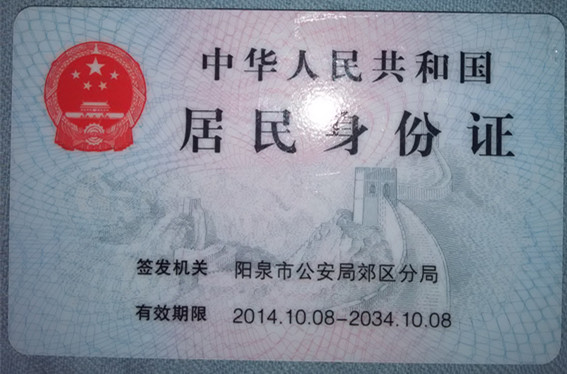 中华人民共和国
居民身份证
签发机关 阳泉市公安局郊区分局
有效期限 2014.10.08-2034.10.08